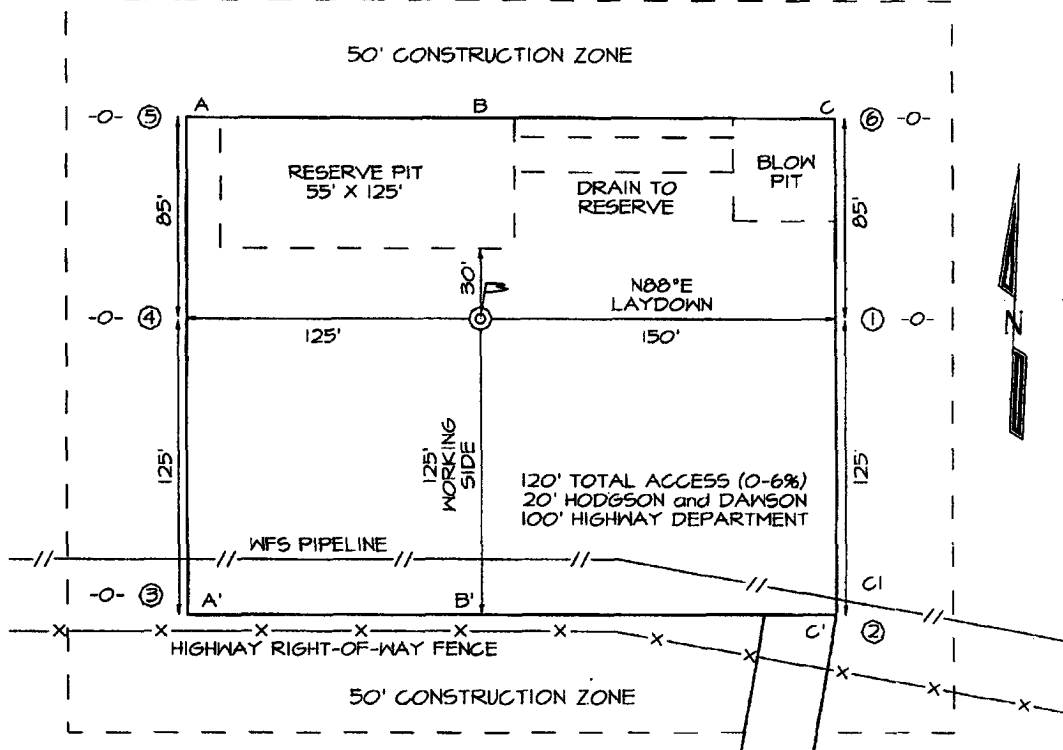 50' CONSTRUCTION ZONE
-0- ⑤ A B C ⑥ -0-
RESERVE PIT
55' X 125'
DRAIN TO
RESERVE
BLOW
PIT
85'
85'
30'
N88°E
LAYDOWN
-0- ④ ① -0-
125'
150'
125'
125'
WORKING
SIDE
125'
120' TOTAL ACCESS (0-6%)
20' HODGSON and DAWSON
100' HIGHWAY DEPARTMENT
WFS PIPELINE
C1
-0- ③ A' B' C' ②
HIGHWAY RIGHT-OF-WAY FENCE
50' CONSTRUCTION ZONE
N